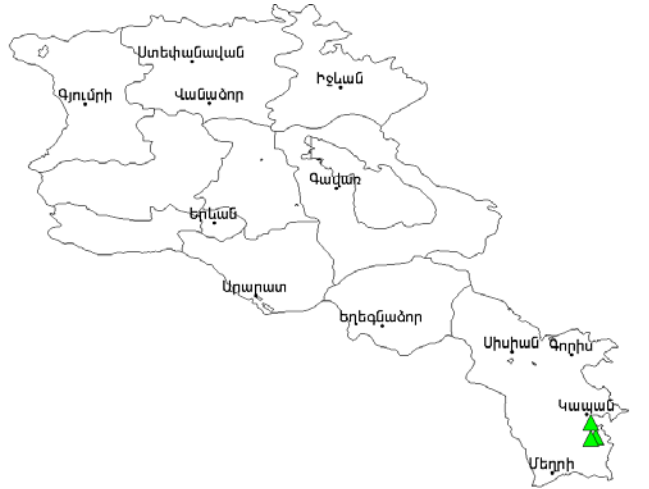 Ստեփանավան
Իջևան
Գյումրի
Վանաձոր
Գավառ
Երևան
Արարատ
Եղեգնաձոր
Սիսիան
Գորիս
Կապան
Մեղրի